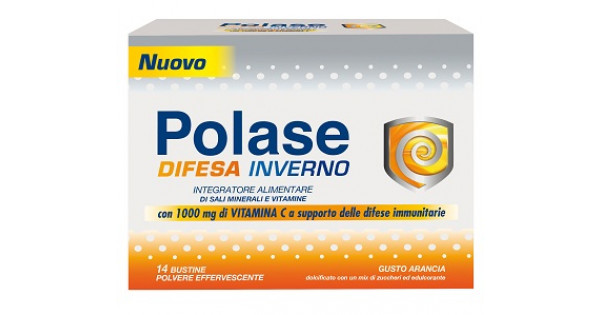 Polase
Nuovo
Polase
DIFESA INVERNO
INTEGRATORE ALIMENTARE
DI SALI MINERALI E VITAMINE
con 1000 mg di VITAMINA C a supporto delle difese immunitarie
14 BUSTINE
POLVERE EFFERVESCENTE
GUSTO ARANCIA
dolcificato con un mix di zuccheri ed edulcorante